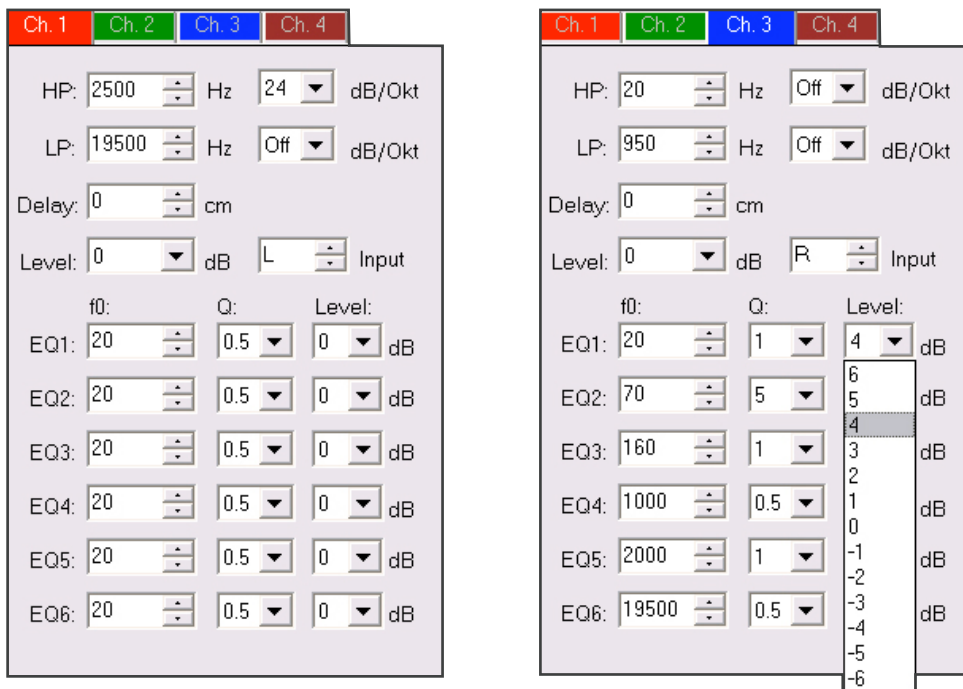 Ch. 1 Ch. 2 Ch. 3 Ch. 4
HP: 2500 Hz 24 dB/Okt
LP: 19500 Hz Off dB/Okt
Delay: 0 cm
Level: 0 dB L Input
f0: Q: Level:
EQ1: 20 0.5 0 dB
EQ2: 20 0.5 0 dB
EQ3: 20 0.5 0 dB
EQ4: 20 0.5 0 dB
EQ5: 20 0.5 0 dB
EQ6: 20 0.5 0 dB
Ch. 1 Ch. 2 Ch. 3 Ch. 4
HP: 20 Hz Off dB/Okt
LP: 950 Hz Off dB/Okt
Delay: 0 cm
Level: 0 dB R Input
f0: Q: Level:
EQ1: 20 1 4 dB
EQ2: 70 5 dB
EQ3: 160 1 dB
EQ4: 1000 0.5 dB
EQ5: 2000 1 dB
EQ6: 19500 0.5 dB
6
5
4
3
2
1
0
-1
-2
-3
-4
-5
-6